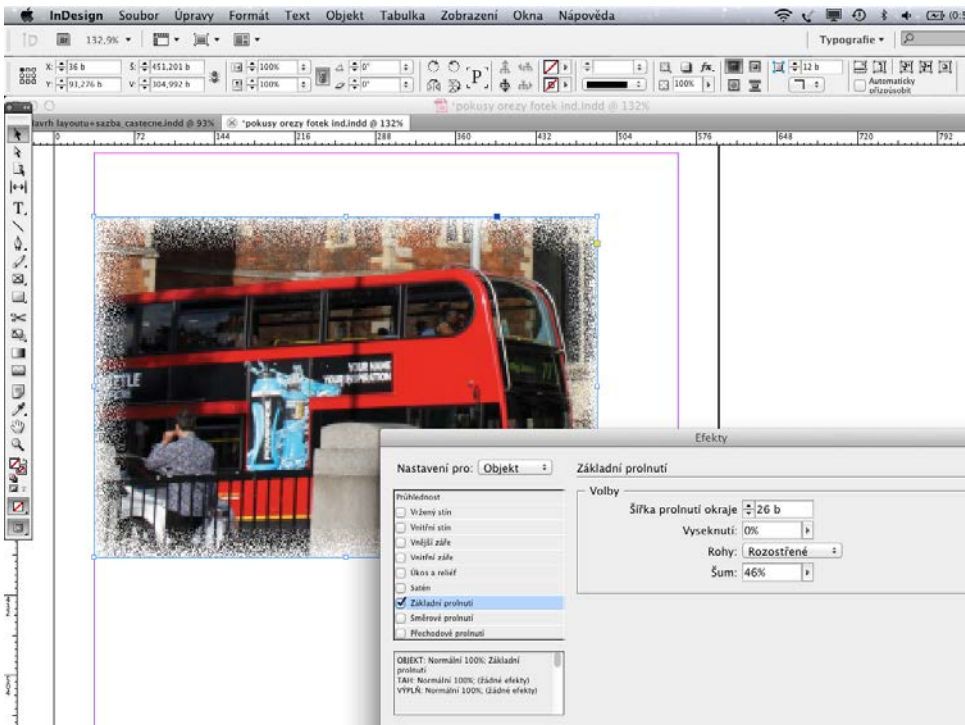 InDesign Soubor Úpravy Formát Text Objekt Tabulka Zobrazení Okna Nápověda
132,9% Typografie
X: 36 b S: 451,201 b 100% 0° P 12 b
Y: 93,276 b V: 304,992 b 100% 0° 100% Automaticky přizpůsobit
*pokusy orezy fotek ind.indd @ 132%
lavrh layoutu+sazba_castecne.indd @ 93% *pokusy orezy fotek ind.indd @ 132%
0 72 144 216 288 360 432 504 576 648 720 792
YOUR NAME
YOUR INSPIRATION
Efekty
Nastavení pro: Objekt Základní prolnutí
Průhlednost
Vržený stín
Vnitřní stín
Vnější záře
Vnitřní záře
Úkos a reliéf
Satén
Základní prolnutí
Směrové prolnutí
Přechodové prolnutí
Volby
Šířka prolnutí okraje 26 b
Vyseknutí: 0%
Rohy: Rozostřené
Šum: 46%
OBJEKT: Normální 100%; Základní
prolnutí
TAH: Normální 100%; (žádné efekty)
VÝPLŇ: Normální 100%; (žádné efekty)